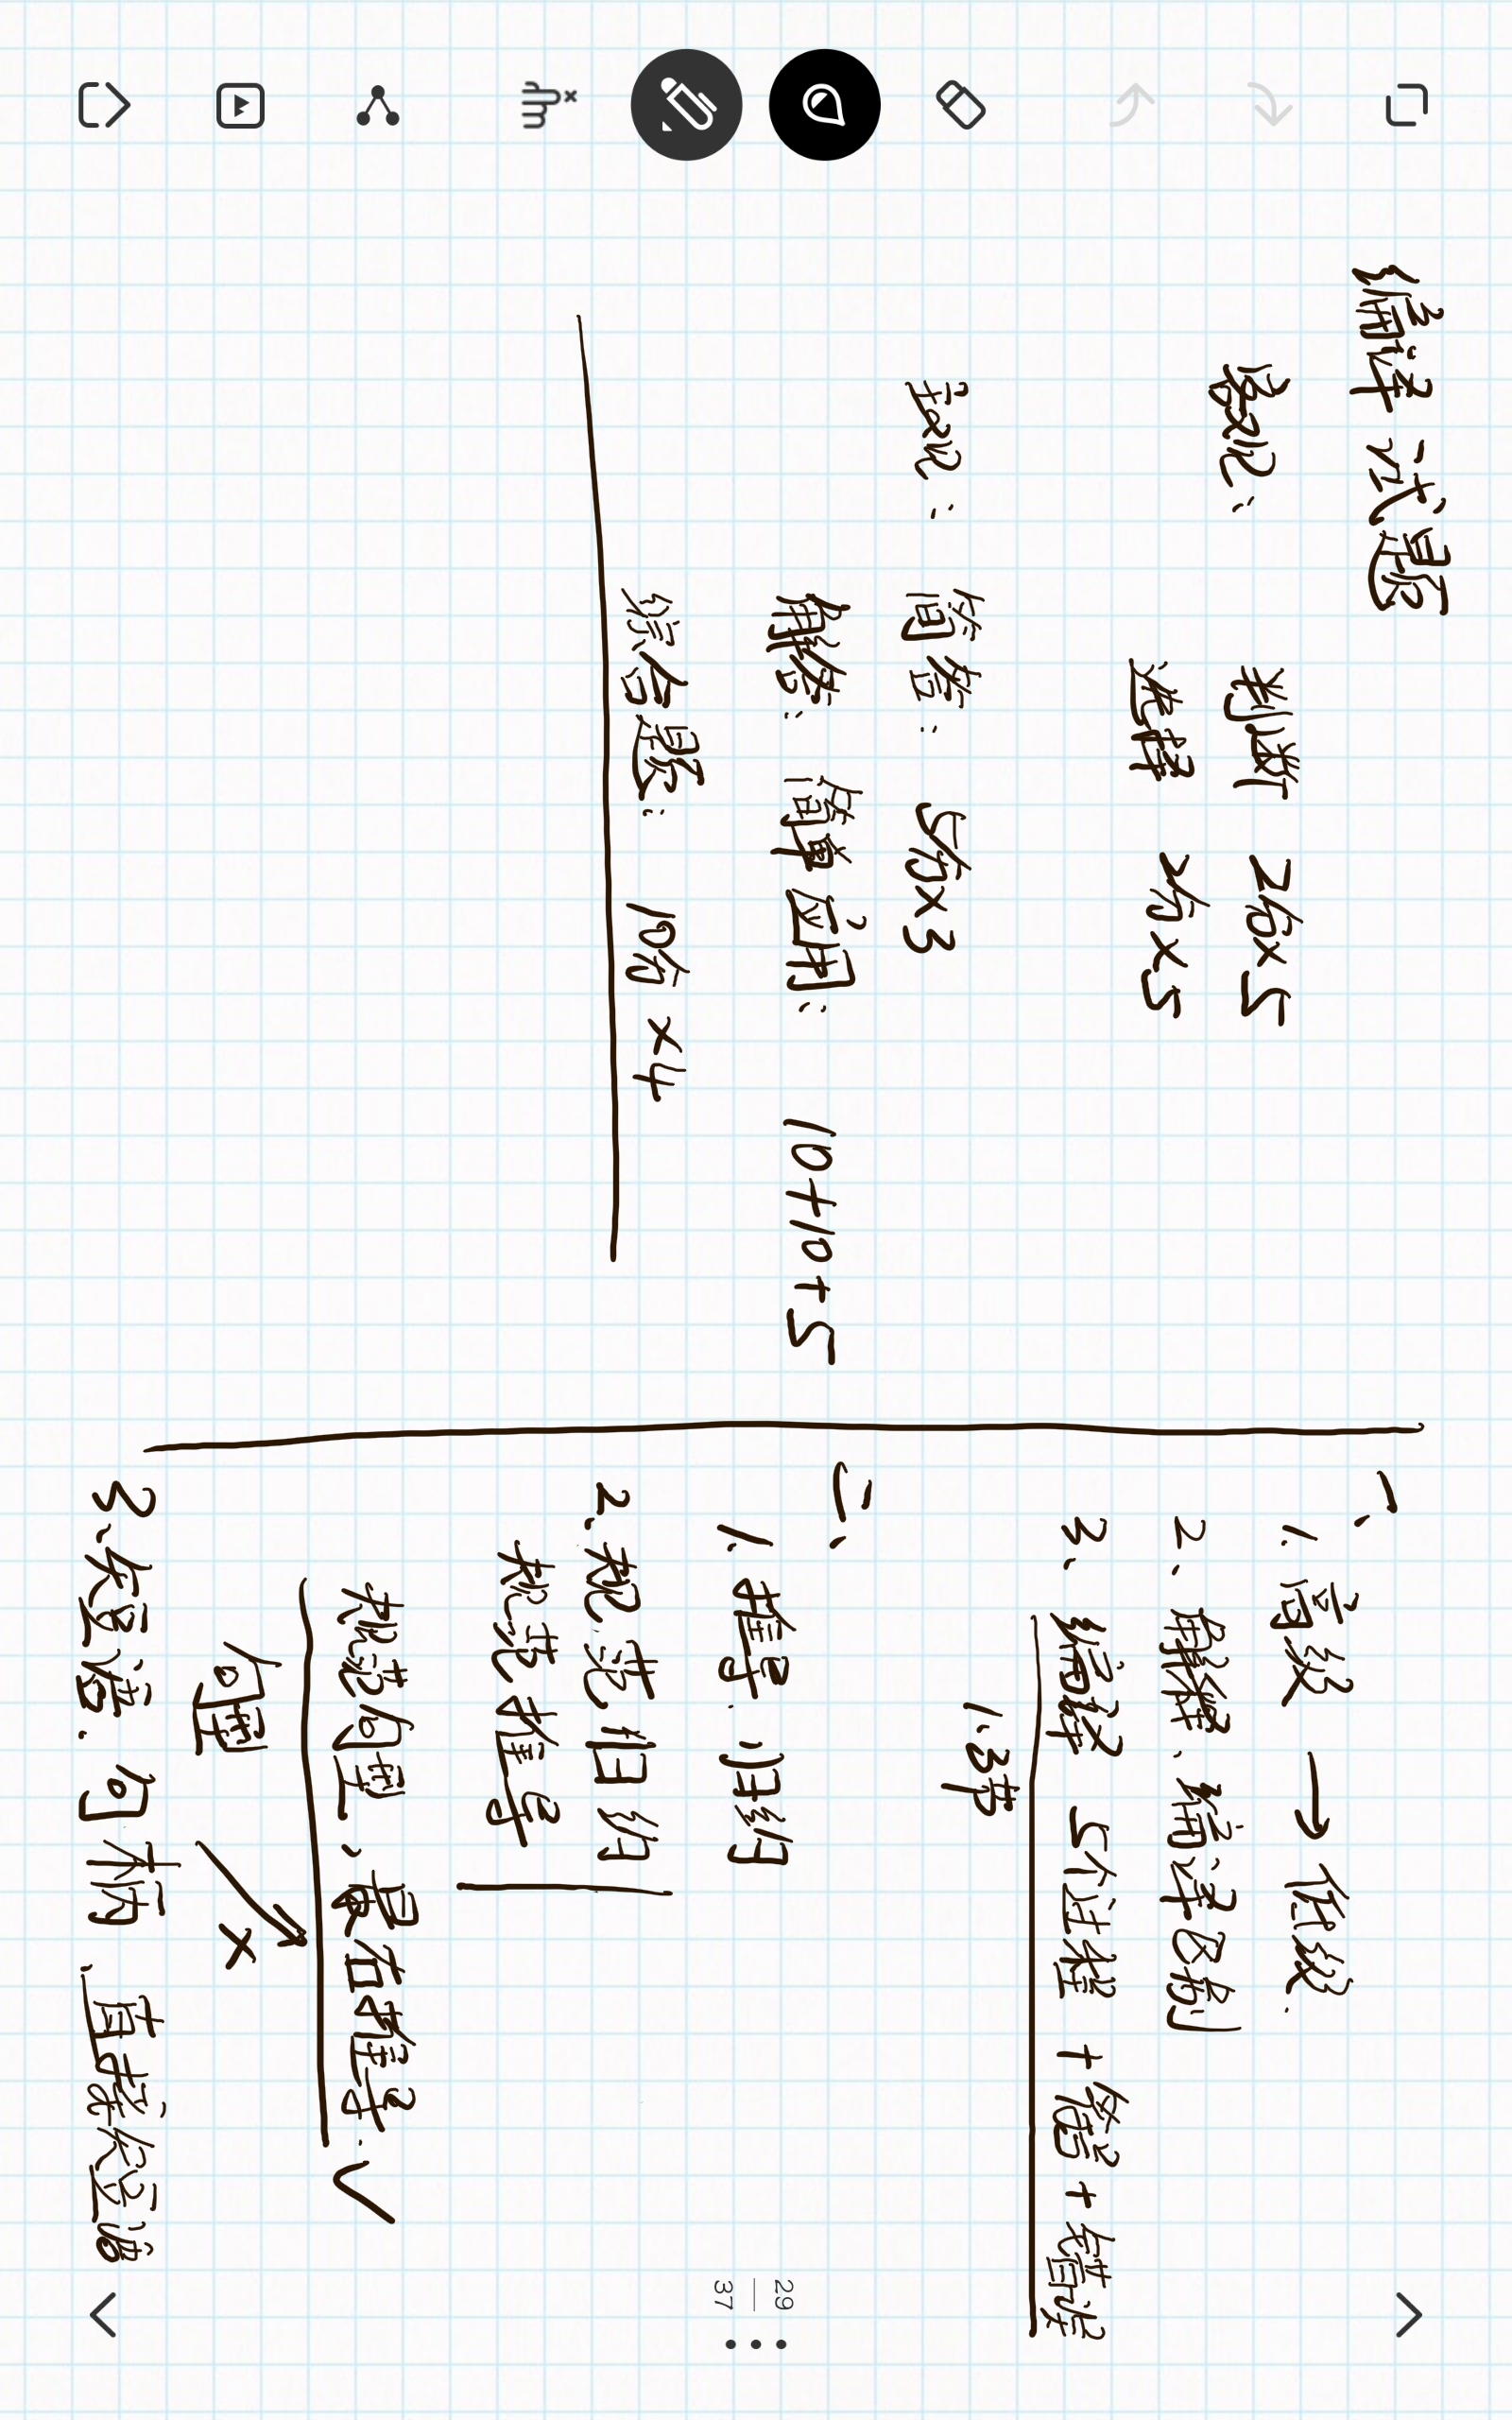 编译试题
客观：  判断  2分×5
选择  2分×5
主观：  简答：  5分×3
解答：  简单应用：  10+10+5
综合题：  10分×4
一、
1. 高级 → 低级.
2、解释、编译区别
3、编译  5个过程 + 符号 + 错误
1.3节
二、
1. 推导. 归约
2、规范归约
规范推导
规范句型，最右推导. ✓
句型  ↗ ×
3、短语. 句柄、直接短语
29
37